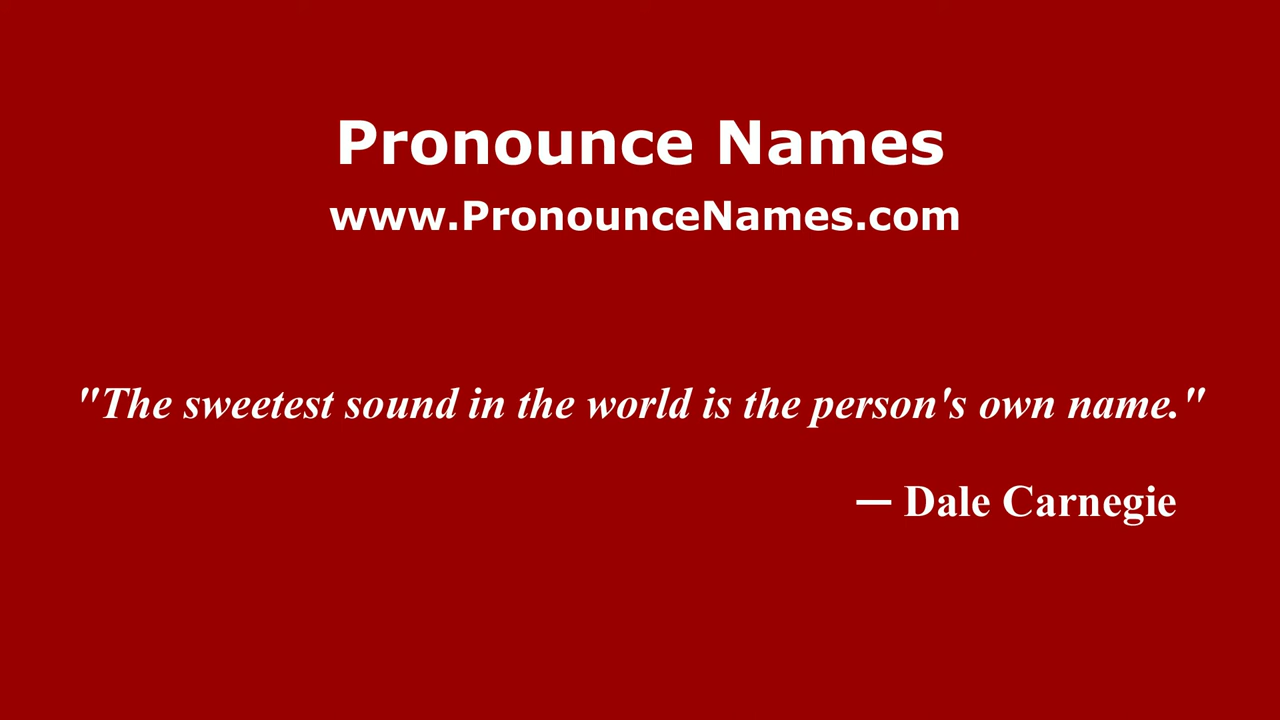 Pronounce Names
www.PronounceNames.com
"The sweetest sound in the world is the person's own name."
— Dale Carnegie